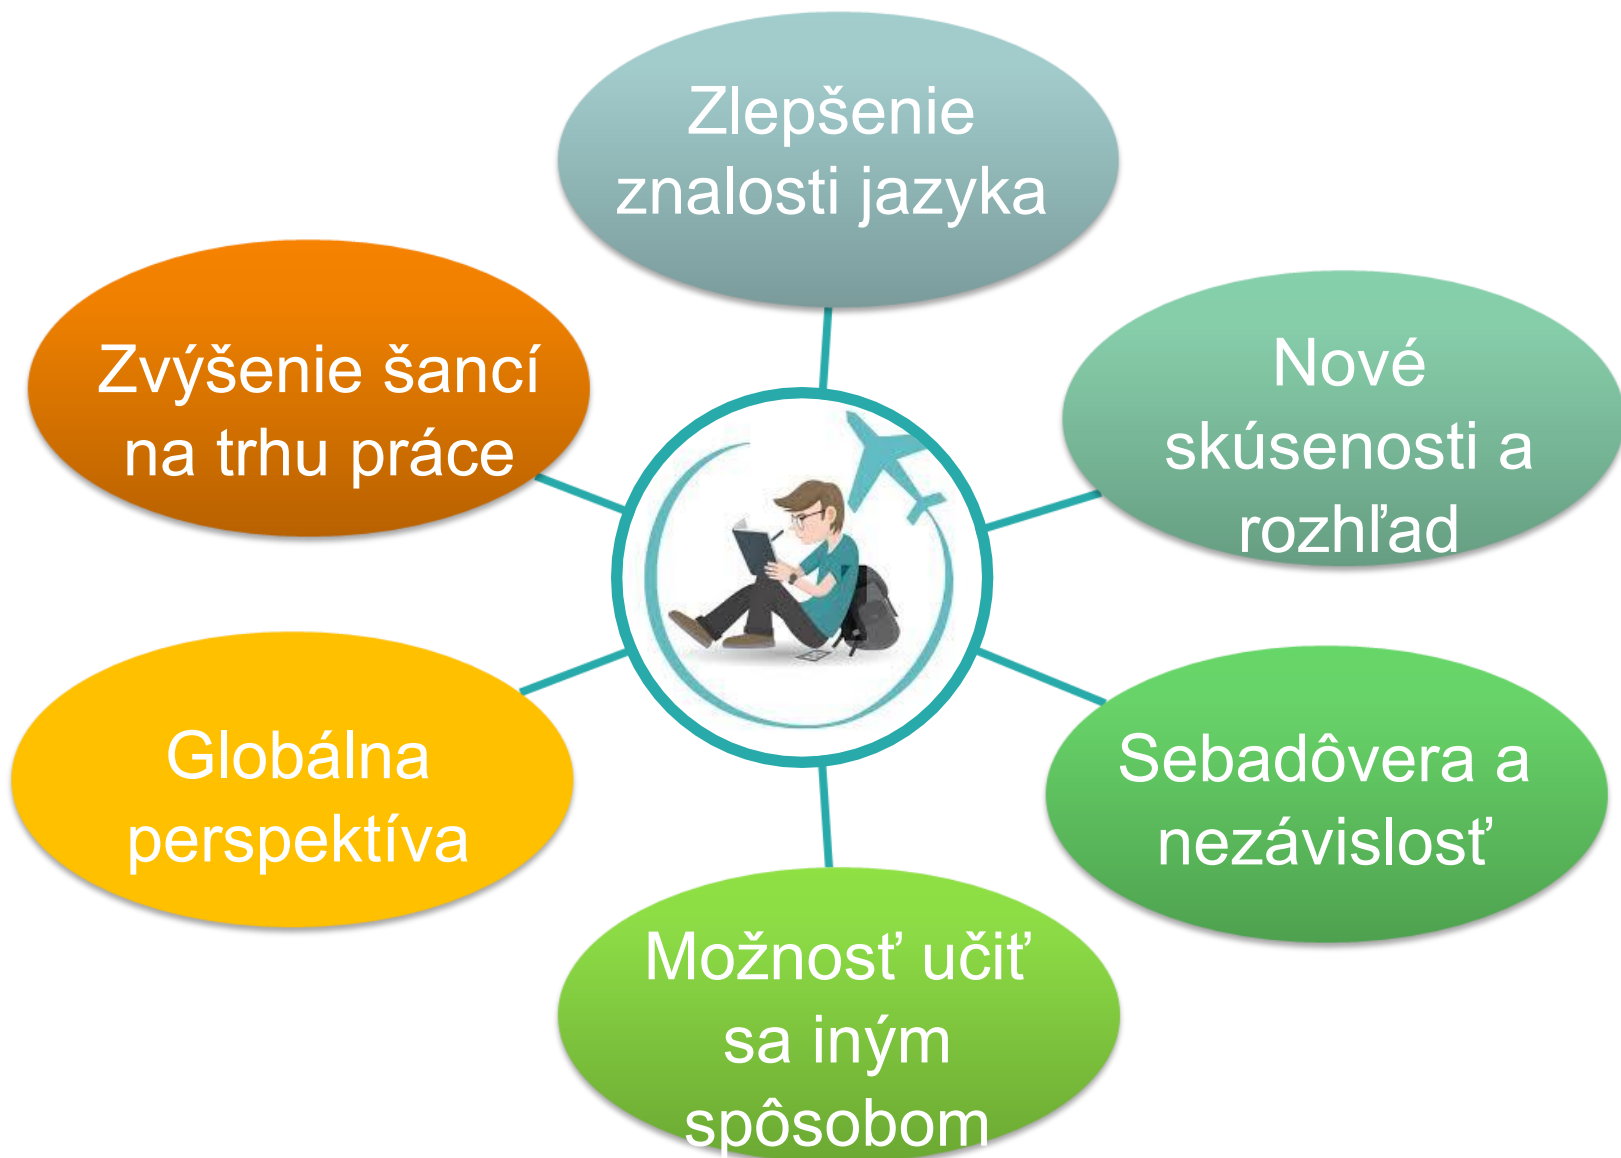 Zlepšenie
znalosti jazyka
Nové
skúsenosti a
rozhľad
Sebadôvera a
nezávislosť
Možnosť učiť
sa iným
spôsobom
Globálna
perspektíva
Zvýšenie šancí
na trhu práce